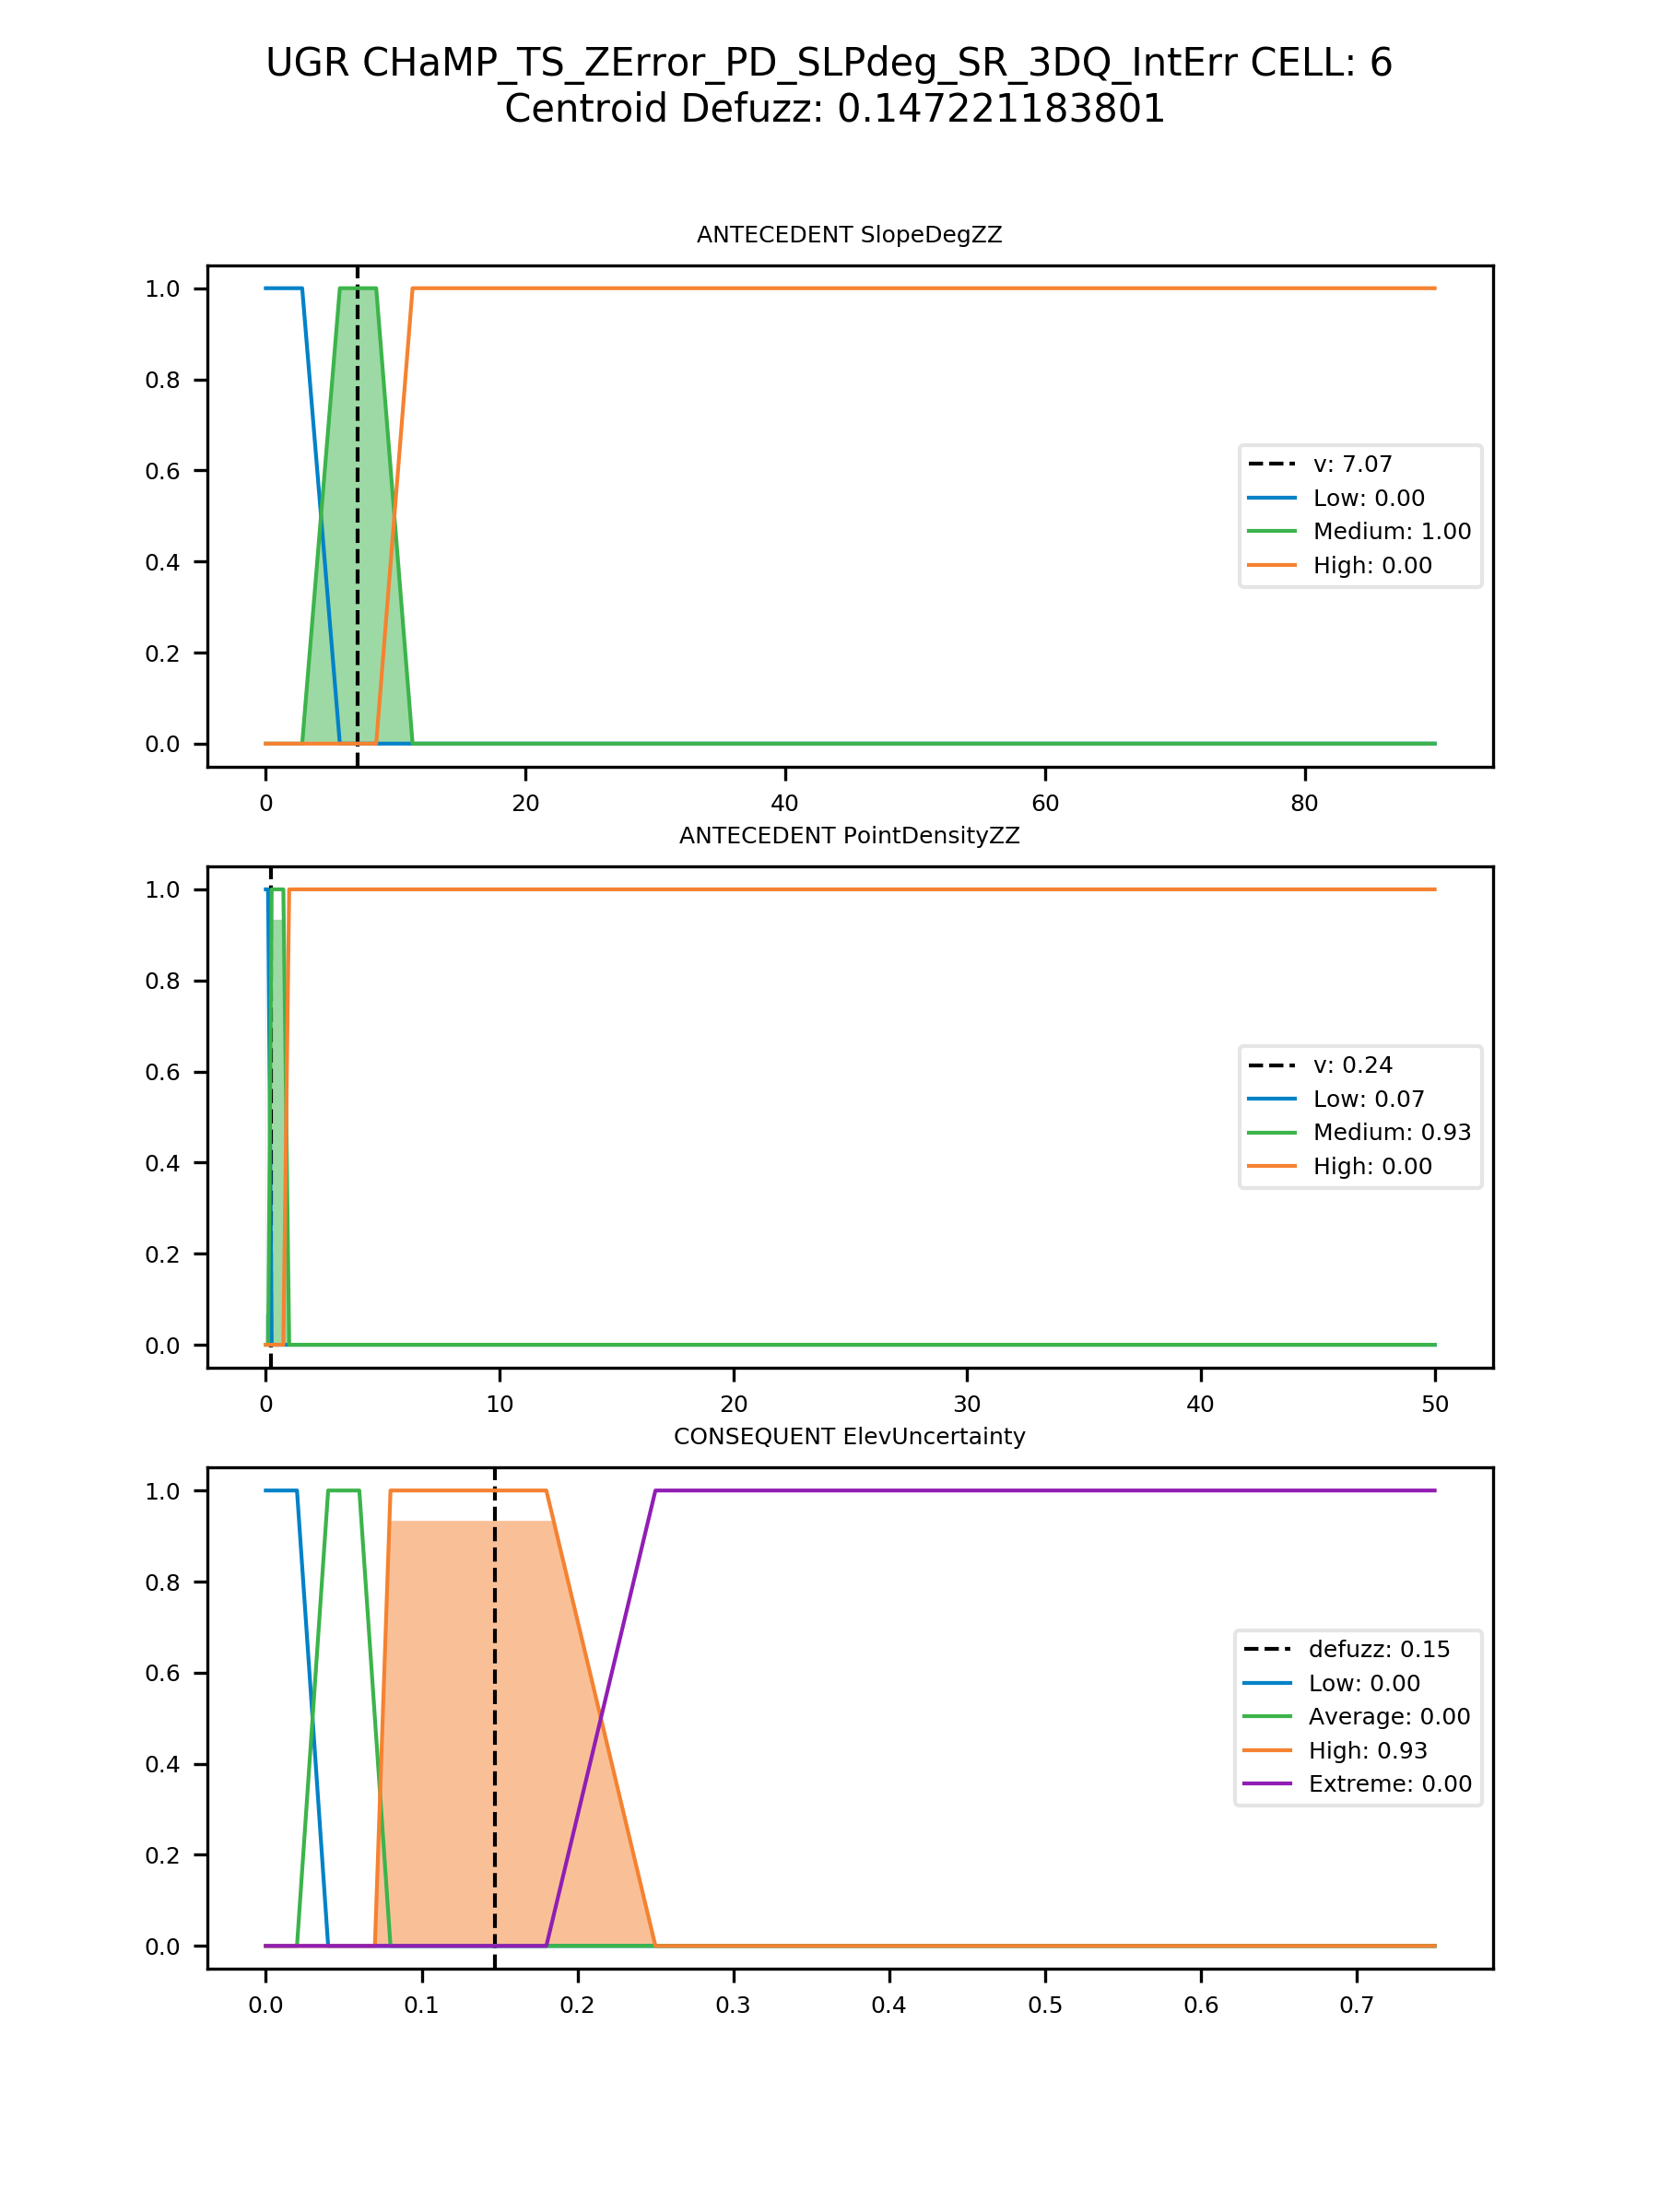 UGR CHaMP_TS_ZError_PD_SLPdeg_SR_3DQ_IntErr CELL: 6
Centroid Defuzz: 0.147221183801
ANTECEDENT SlopeDegZZ
1.0
0.8
0.6
0.4
0.2
0.0
v: 7.07
Low: 0.00
Medium: 1.00
High: 0.00
0 20 40 60 80
ANTECEDENT PointDensityZZ
1.0
0.8
0.6
0.4
0.2
0.0
v: 0.24
Low: 0.07
Medium: 0.93
High: 0.00
0 10 20 30 40 50
CONSEQUENT ElevUncertainty
1.0
0.8
0.6
0.4
0.2
0.0
defuzz: 0.15
Low: 0.00
Average: 0.00
High: 0.93
Extreme: 0.00
0.0 0.1 0.2 0.3 0.4 0.5 0.6 0.7